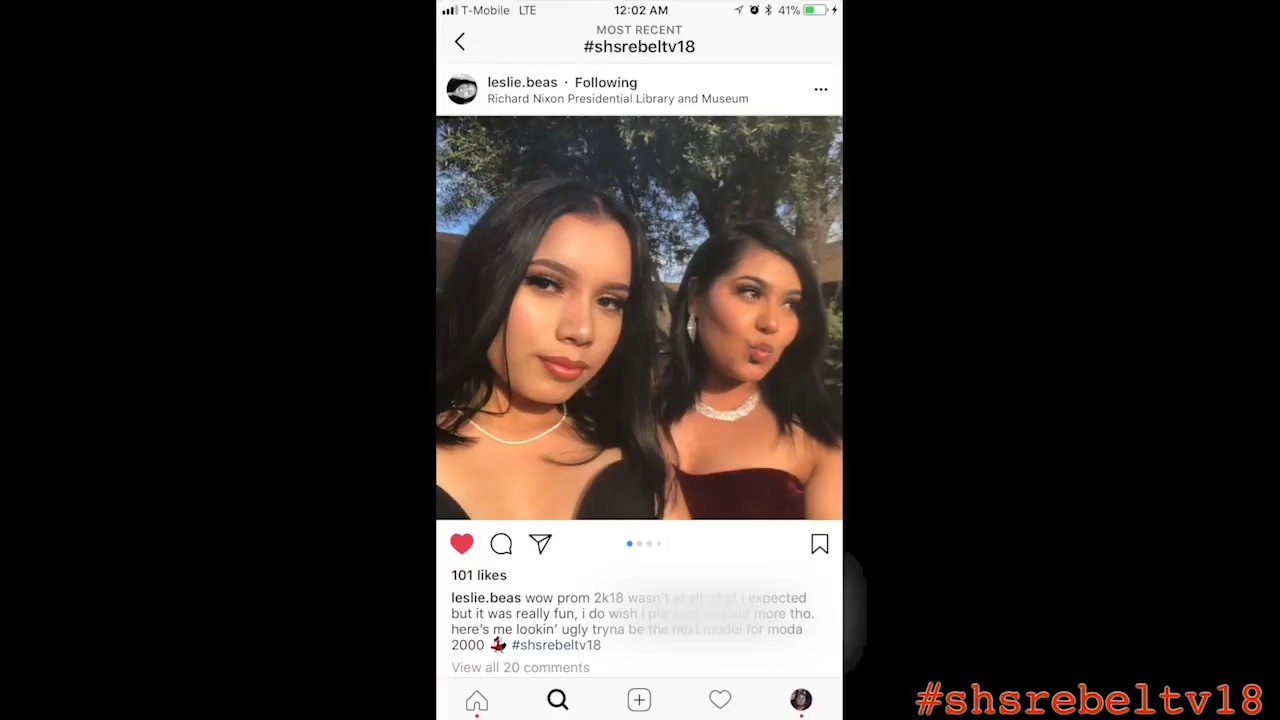 T-Mobile LTE 12:02 AM 41%
MOST RECENT
#shsrebeltv18
leslie.beas · Following
Richard Nixon Presidential Library and Museum
101 likes
leslie.beas wow prom 2k18 wasn't at all what i expected
but it was really fun, i do wish i planned out more tho.
here's me lookin' ugly tryna be the next model for moda
2000 💃 #shsrebeltv18
View all 20 comments
#shsrebeltv18